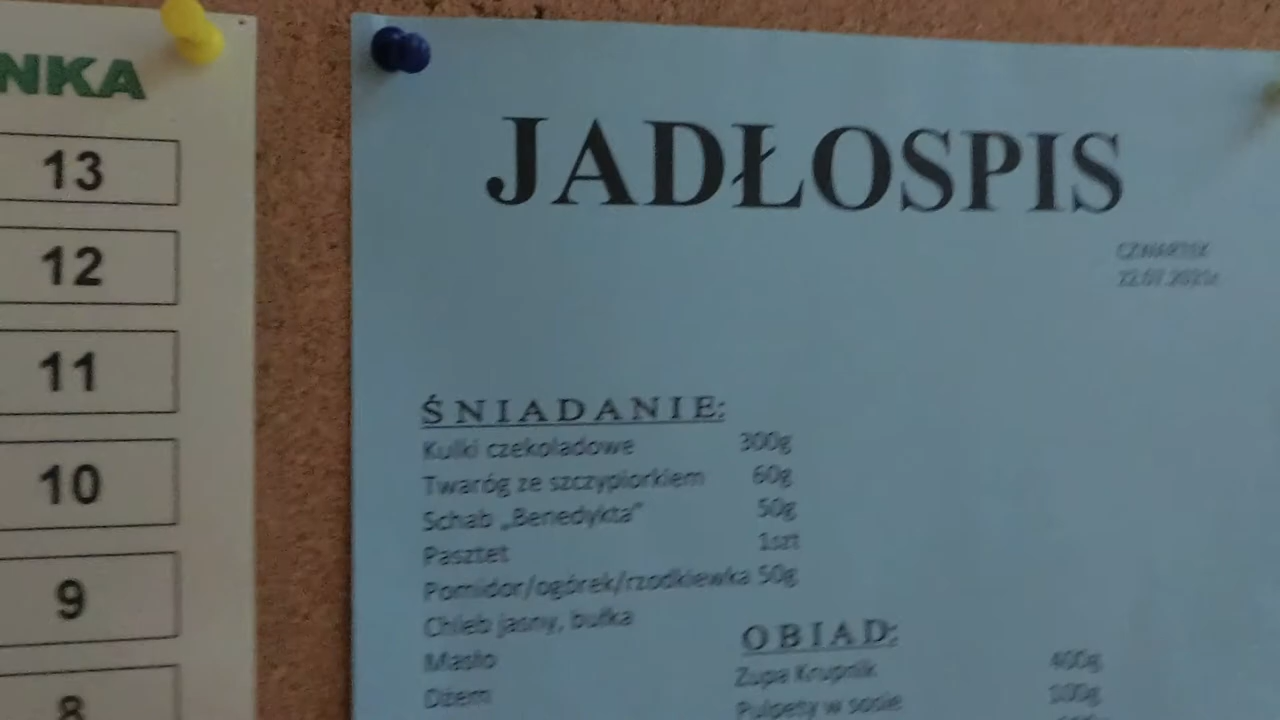 NKA
13
12
11
10
9
8
JADŁOSPIS
CZWARTEK
ŚNIADANIE:
Kulki czekoladowe 300g
Twaróg ze szczypiorkiem 60g
Schab „Benedykta” 50g
Pasztet 1szt
Pomidor/ogórek/rzodkiewka 50g
Chleb jasny, bułka
Masło
Dżem
OBIAD:
Zupa Krupnik 400g
Pulpety w sosie 100g